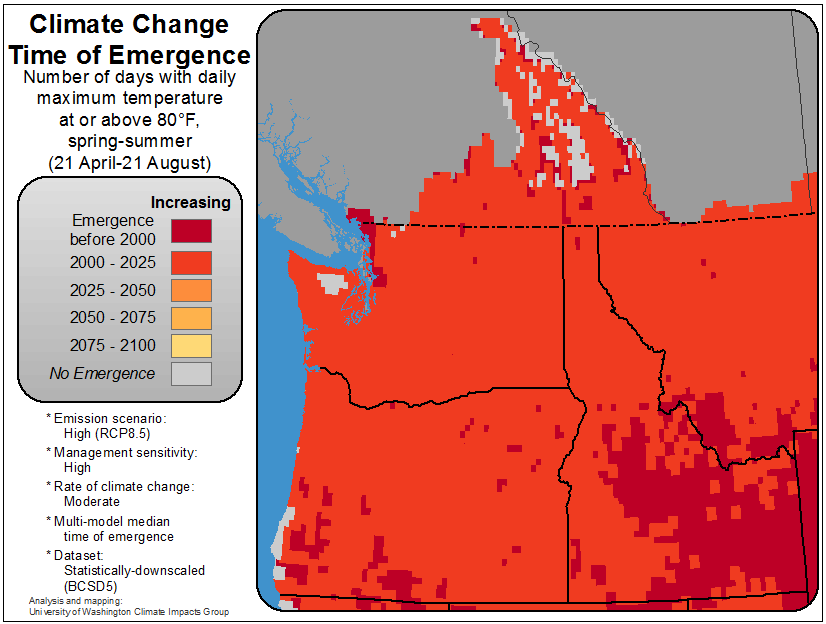 Climate Change
Time of Emergence
Number of days with daily
maximum temperature
at or above 80°F,
spring-summer
(21 April-21 August)
Increasing
Emergence
before 2000
2000 - 2025
2025 - 2050
2050 - 2075
2075 - 2100
No Emergence
* Emission scenario:
High (RCP8.5)
* Management sensitivity:
High
* Rate of climate change:
Moderate
* Multi-model median
time of emergence
* Dataset:
Statistically-downscaled
(BCSD5)
Analysis and mapping:
University of Washington Climate Impacts Group